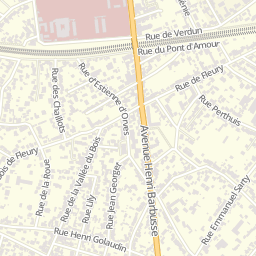 Rue de Verdun
Rue du Pont d'Amour
Rue de Fleury
Rue Perthuis
Rue des Chaillots
Rue d'Estienne d'Orves
Avenue Henri Barbusse
Rue de la Vallée du Bois
ois de Fleury
Rue de la Roue
Rue Lily
Rue Jean Georger
Rue Henri Golaudin
Rue Emmanuel Sarty